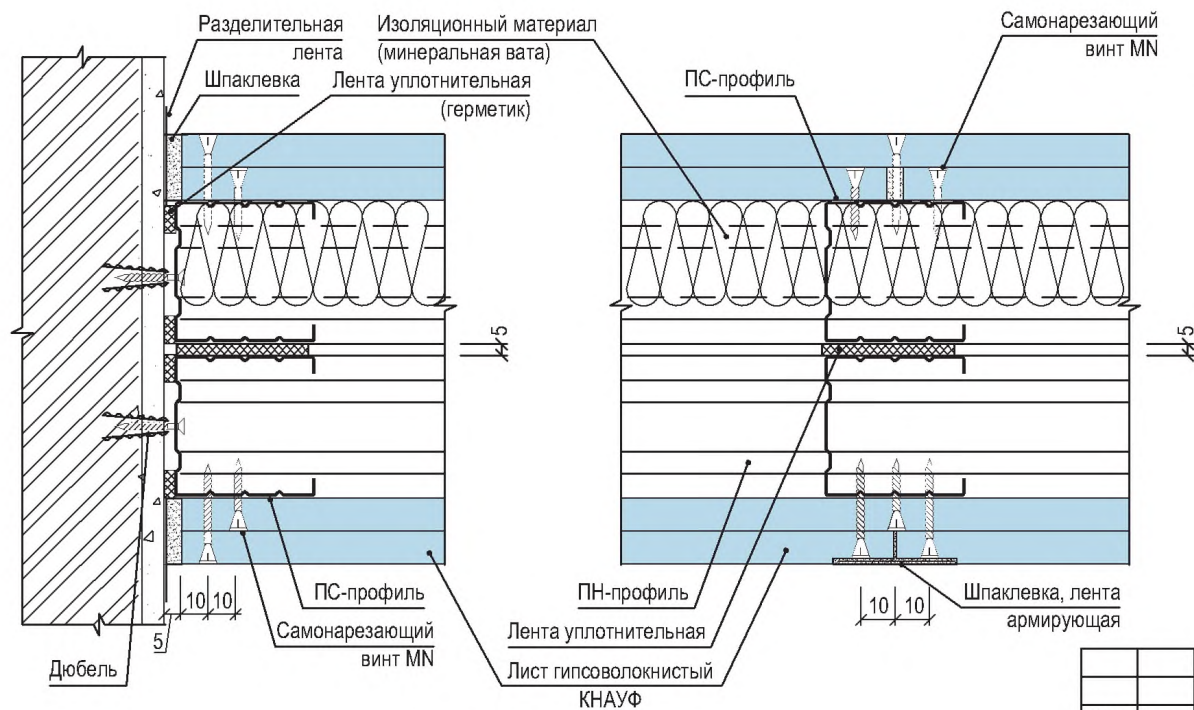 Разделительная
лента
Шпаклевка
Изоляционный материал
(минеральная вата)
Лента уплотнительная
(герметик)
ПС-профиль
Самонарезающий
винт MN
5
5
10 10
5
Дюбель
ПС-профиль
Самонарезающий
винт MN
ПН-профиль
Лента уплотнительная
Лист гипсоволокнистый
КНАУФ
10 10
Шпаклевка, лента
армирующая